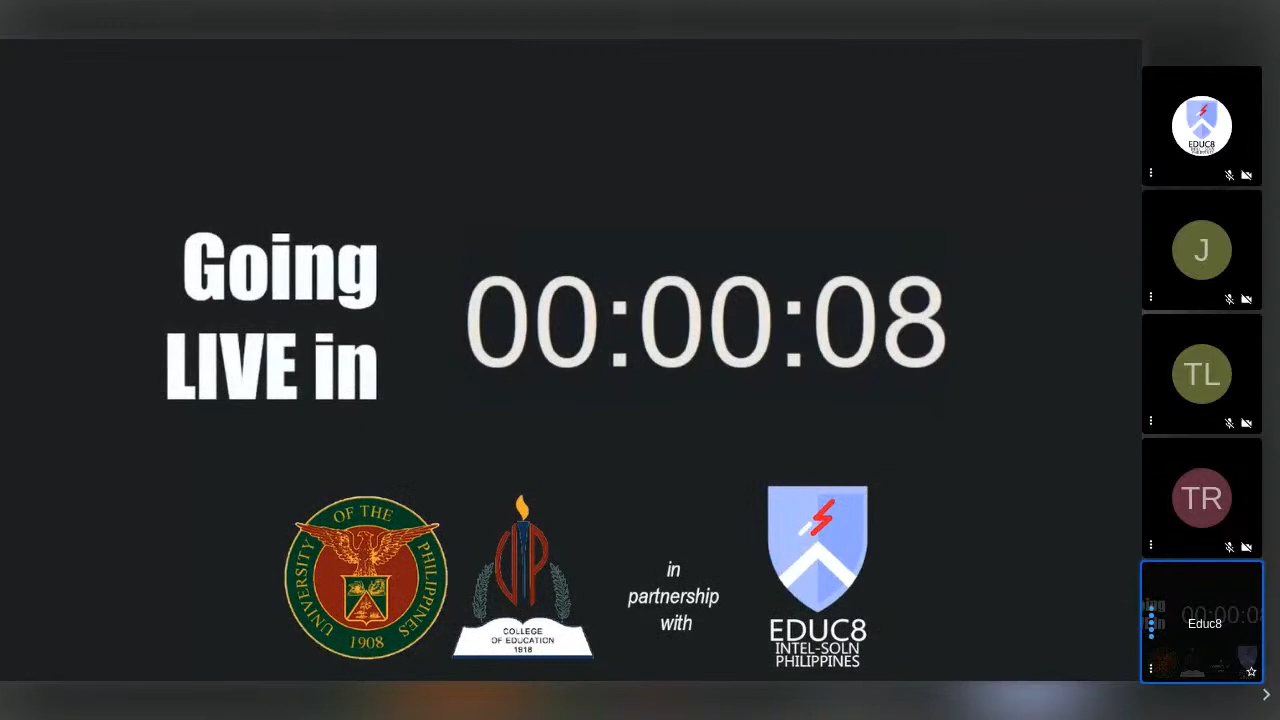 Going
LIVE in
00:00:08
UNIVERSITY OF THE PHILIPPINES
1908
UP
COLLEGE
OF EDUCATION
1918
in
partnership
with
EDUC8
INTEL-SOLN
PHILIPPINES
EDUC8
J
TL
TR
Educ8